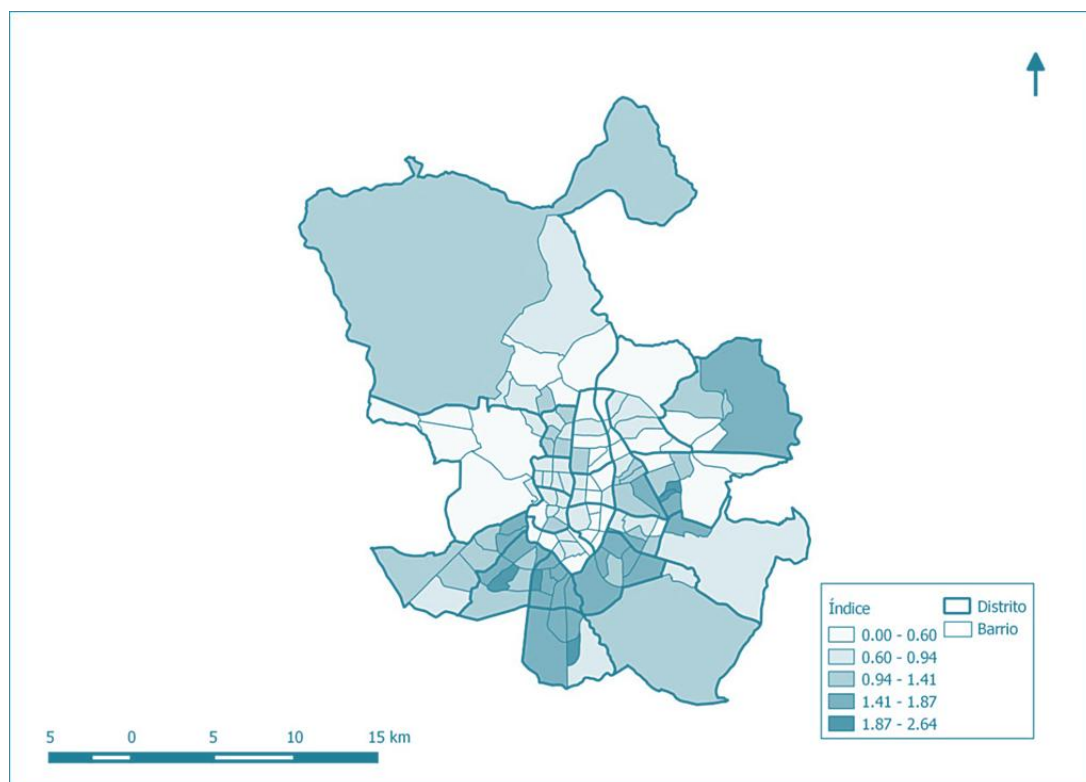 Índice
0.00 - 0.60
0.60 - 0.94
0.94 - 1.41
1.41 - 1.87
1.87 - 2.64
Distrito
Barrio
5 0 5 10 15 km